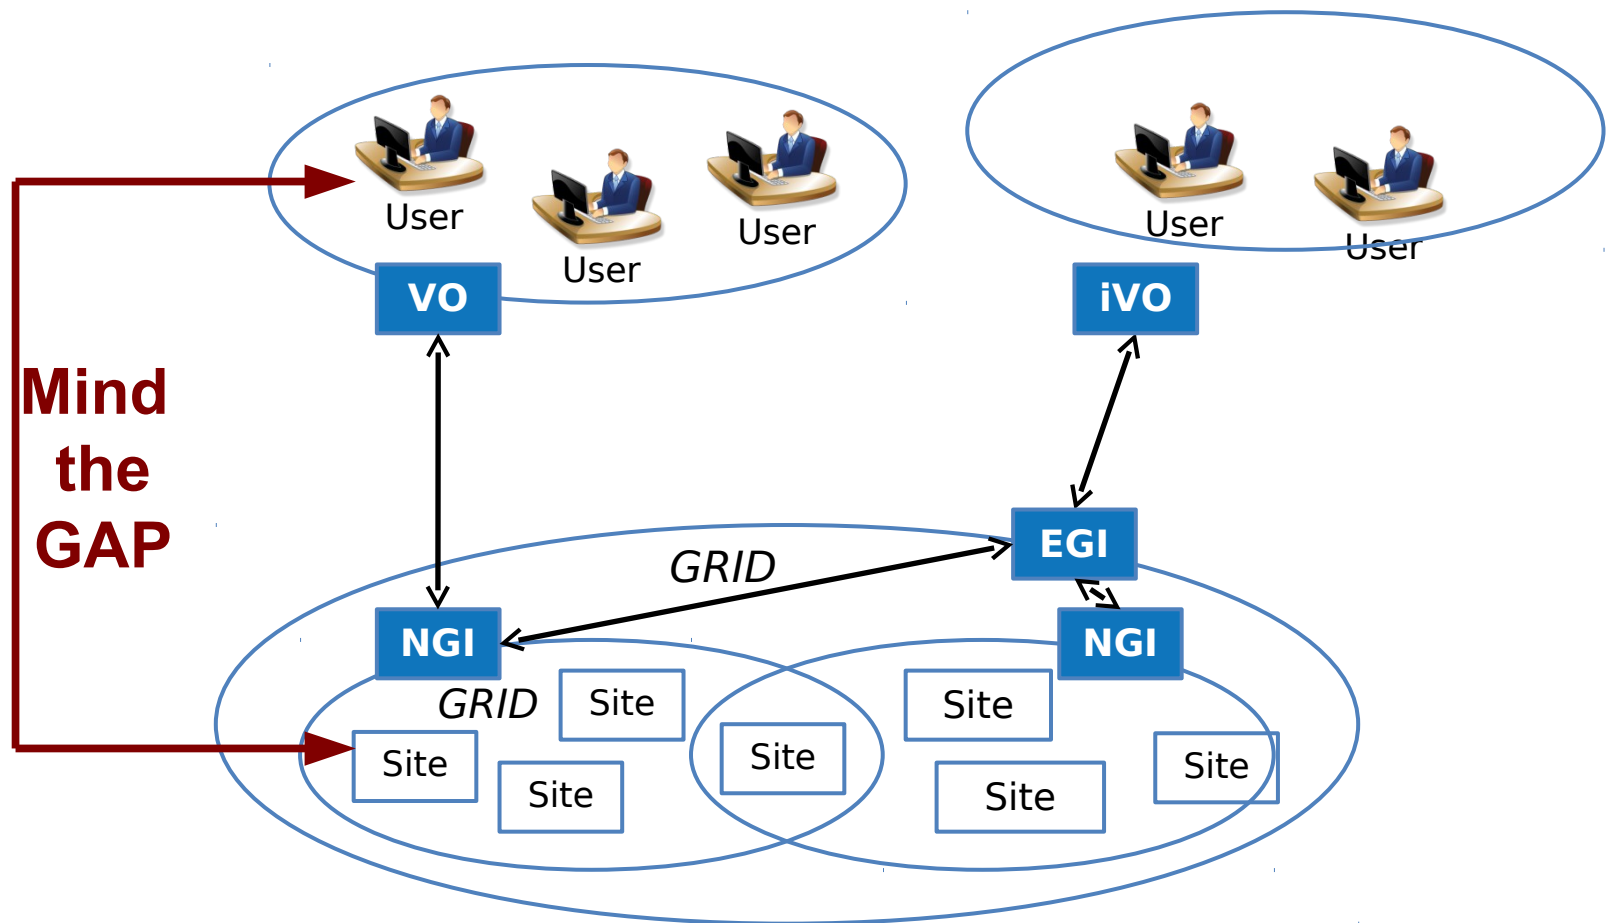 User
User
User
User
User
VO
iVO
Mind
the
GAP
EGI
GRID
NGI
NGI
GRID
Site
Site
Site
Site
Site
Site
Site